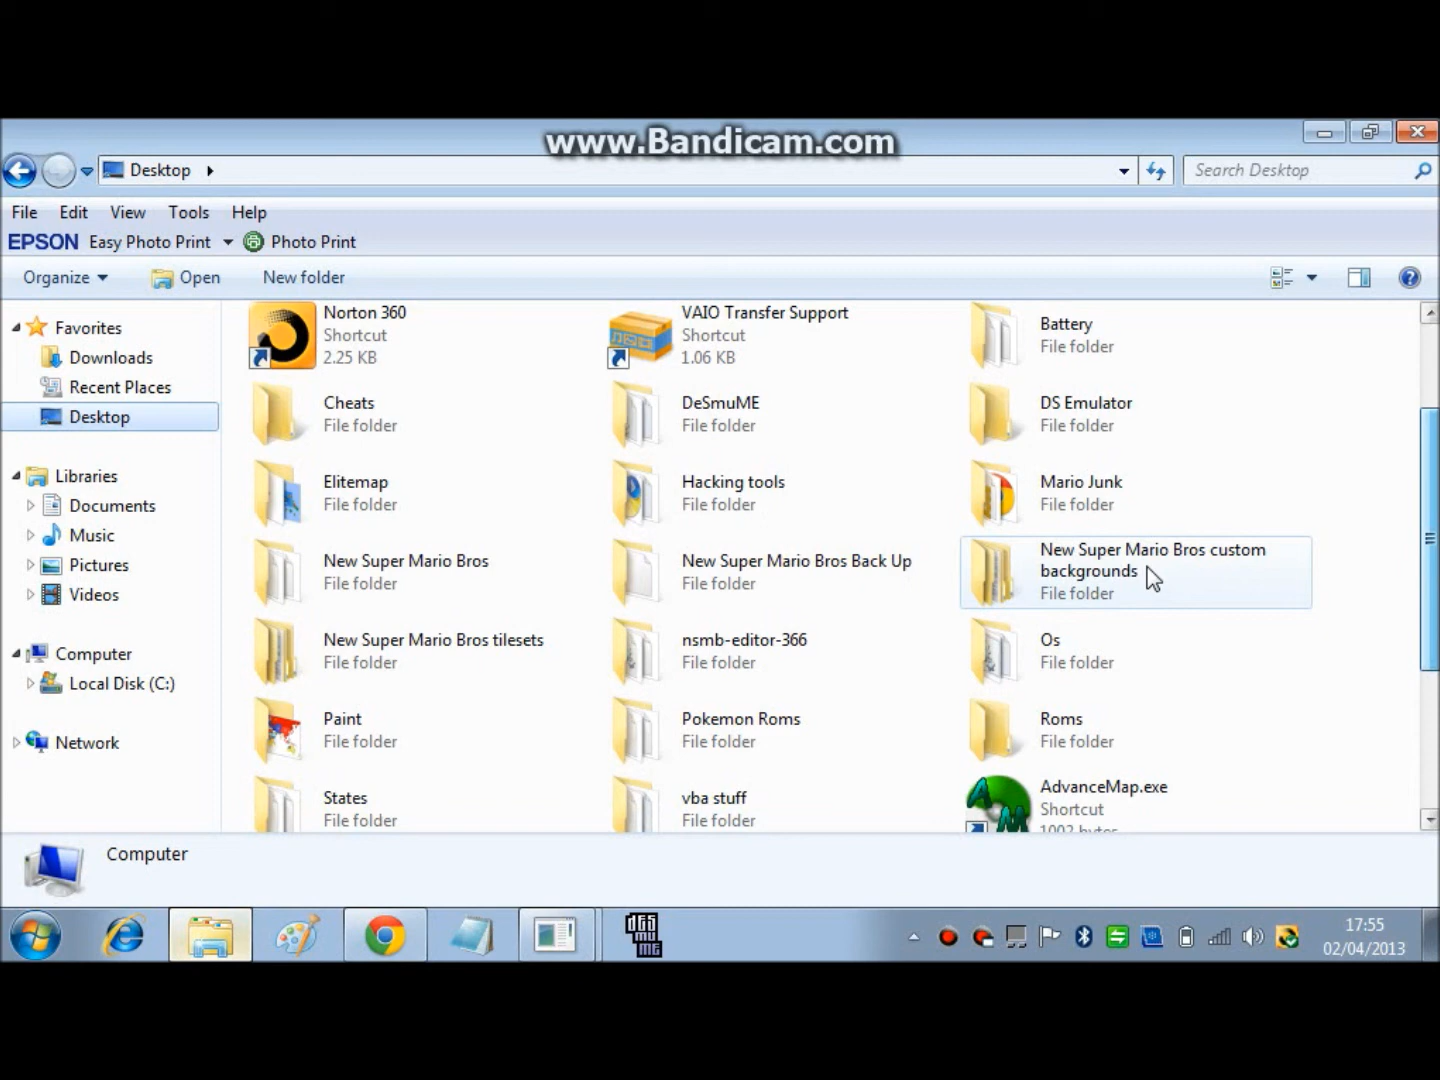 www.Bandicam.com
Desktop
Search Desktop
File Edit View Tools Help
EPSON Easy Photo Print Photo Print
Organize Open New folder
Favorites
Downloads
Recent Places
Desktop
Libraries
Documents
Music
Pictures
Videos
Computer
Local Disk (C:)
Network
Norton 360
Shortcut
2.25 KB
VAIO Transfer Support
Shortcut
1.06 KB
Battery
File folder
Cheats
File folder
DeSmuME
File folder
DS Emulator
File folder
Elitemap
File folder
Hacking tools
File folder
Mario Junk
File folder
New Super Mario Bros
File folder
New Super Mario Bros Back Up
File folder
New Super Mario Bros custom
backgrounds
File folder
New Super Mario Bros tilesets
File folder
nsmb-editor-366
File folder
Os
File folder
Paint
File folder
Pokemon Roms
File folder
Roms
File folder
States
File folder
vba stuff
File folder
AdvanceMap.exe
Shortcut
1002 bytes
Computer
17:55
02/04/2013